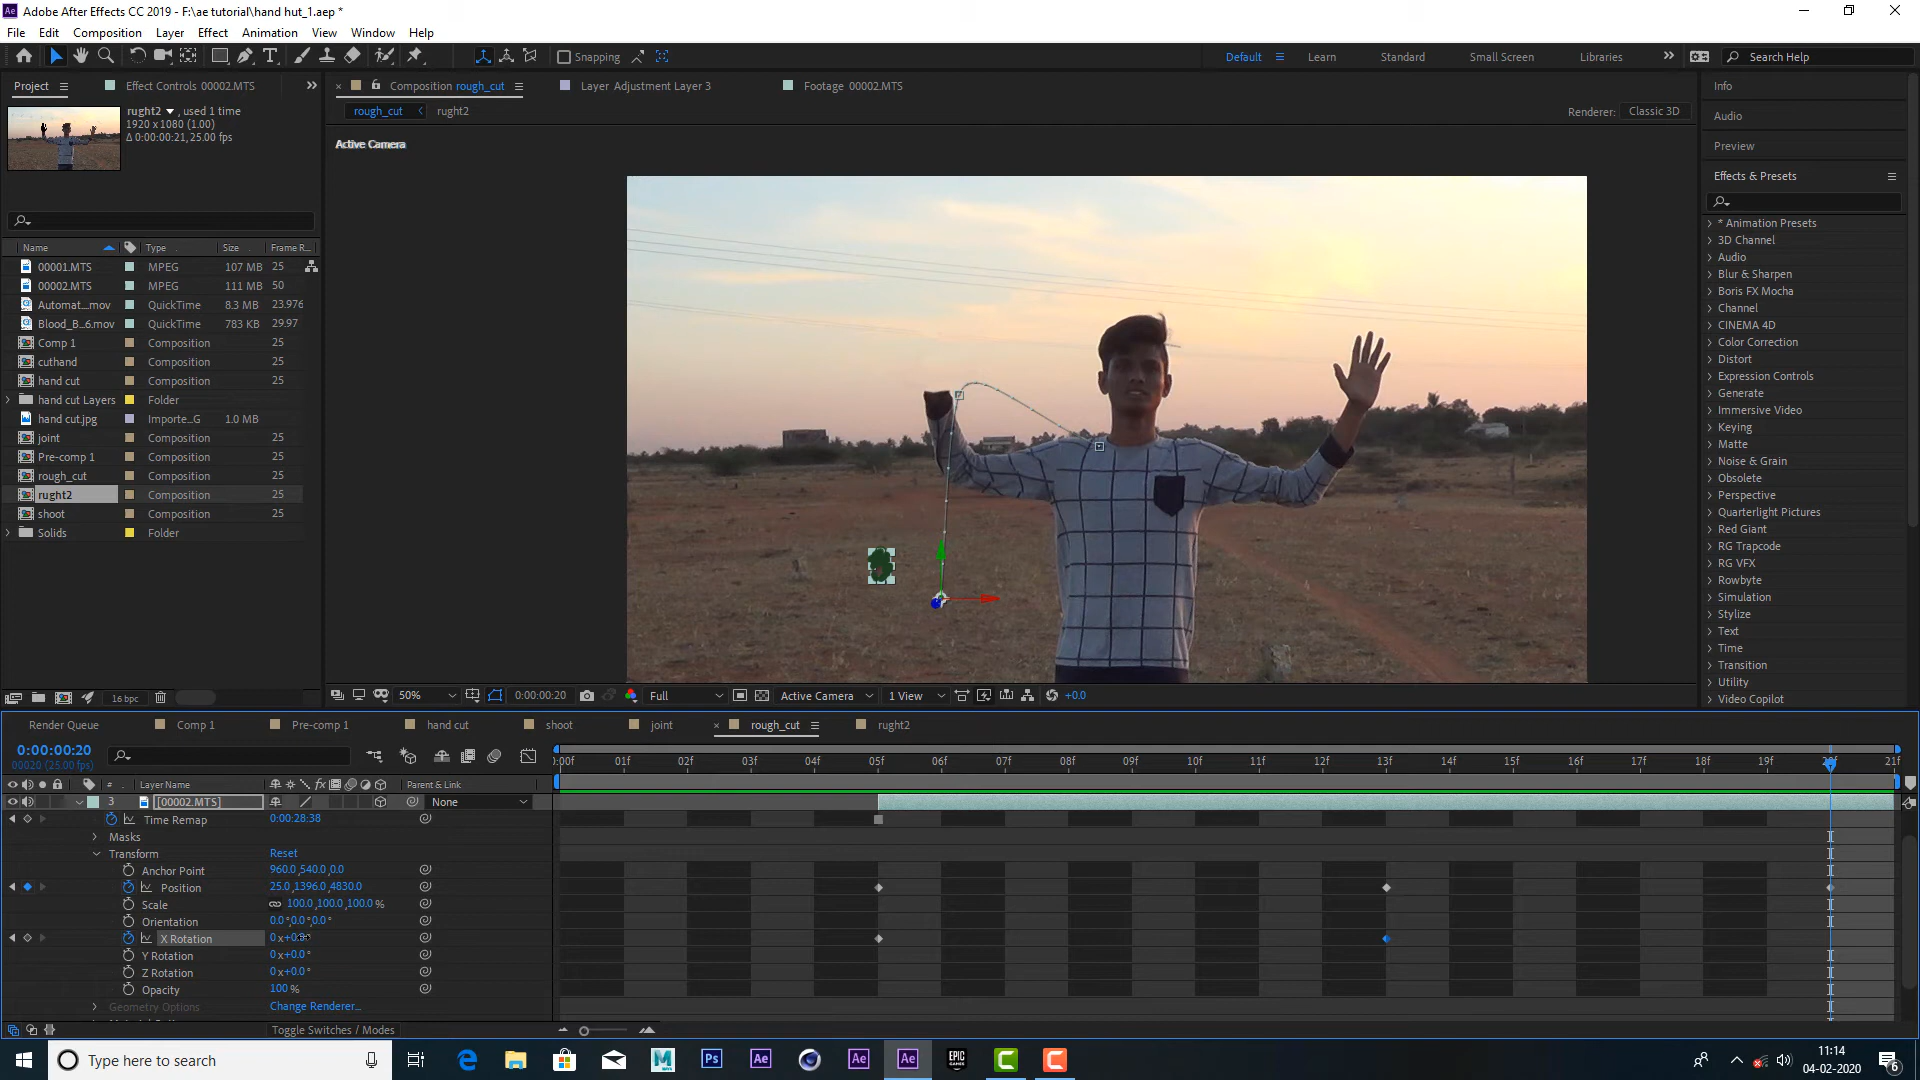 Adobe After Effects CC 2019 - F:\ae tutorial\hand hut_1.aep *
File Edit Composition Layer Effect Animation View Window Help
Snapping Default Learn Standard Small Screen Libraries Search Help
Project Effect Controls 00002.MTS
rught2 , used 1 time
1920 x 1080 (1.00)
Δ 0:00:00:21, 25.00 fps
Name Type Size Frame R...
00001.MTS MPEG 107 MB 25
00002.MTS MPEG 111 MB 50
Automat..._mov QuickTime 8.3 MB 23.976
Blood_B...6.mov QuickTime 783 KB 29.97
Comp 1 Composition 25
cuthand Composition 25
hand cut Composition 25
hand cut Layers Folder
hand cut.jpg Importe...G 1.0 MB
joint Composition 25
Pre-comp 1 Composition 25
rough_cut Composition 25
rught2 Composition 25
shoot Composition 25
Solids Folder
16 bpc
Composition rough_cut Layer Adjustment Layer 3 Footage 00002.MTS
rough_cut rught2 Renderer: Classic 3D
Active Camera
50% 0:00:00:20 Full Active Camera 1 View +0.0
Info
Audio
Preview
Effects & Presets
* Animation Presets
3D Channel
Audio
Blur & Sharpen
Boris FX Mocha
Channel
CINEMA 4D
Color Correction
Distort
Expression Controls
Generate
Immersive Video
Keying
Matte
Noise & Grain
Obsolete
Perspective
Quarterlight Pictures
Red Giant
RG Trapcode
RG VFX
Rowbyte
Simulation
Stylize
Text
Time
Transition
Utility
Video Copilot
Render Queue Comp 1 Pre-comp 1 hand cut shoot joint rough_cut rught2
0:00:00:20
00020 (25.00 fps)
:00f 01f 02f 03f 04f 05f 06f 07f 08f 09f 10f 11f 12f 13f 14f 15f 16f 17f 18f 19f 20f 21f
# Layer Name Parent & Link
3 [00002.MTS] None
Time Remap 0:00:28:38
Masks
Transform Reset
Anchor Point 960.0,540.0,0.0
Position 25.0,1396.0,4830.0
Scale 100.0,100.0,100.0%
Orientation 0.0°,0.0°,0.0°
X Rotation 0x+0.0°
Y Rotation 0x+0.0°
Z Rotation 0x+0.0°
Opacity 100%
Geometry Options Change Renderer...
Toggle Switches / Modes
Type here to search
Ps Ae Ae Ae EPIC GAMES
11:14
04-02-2020
6